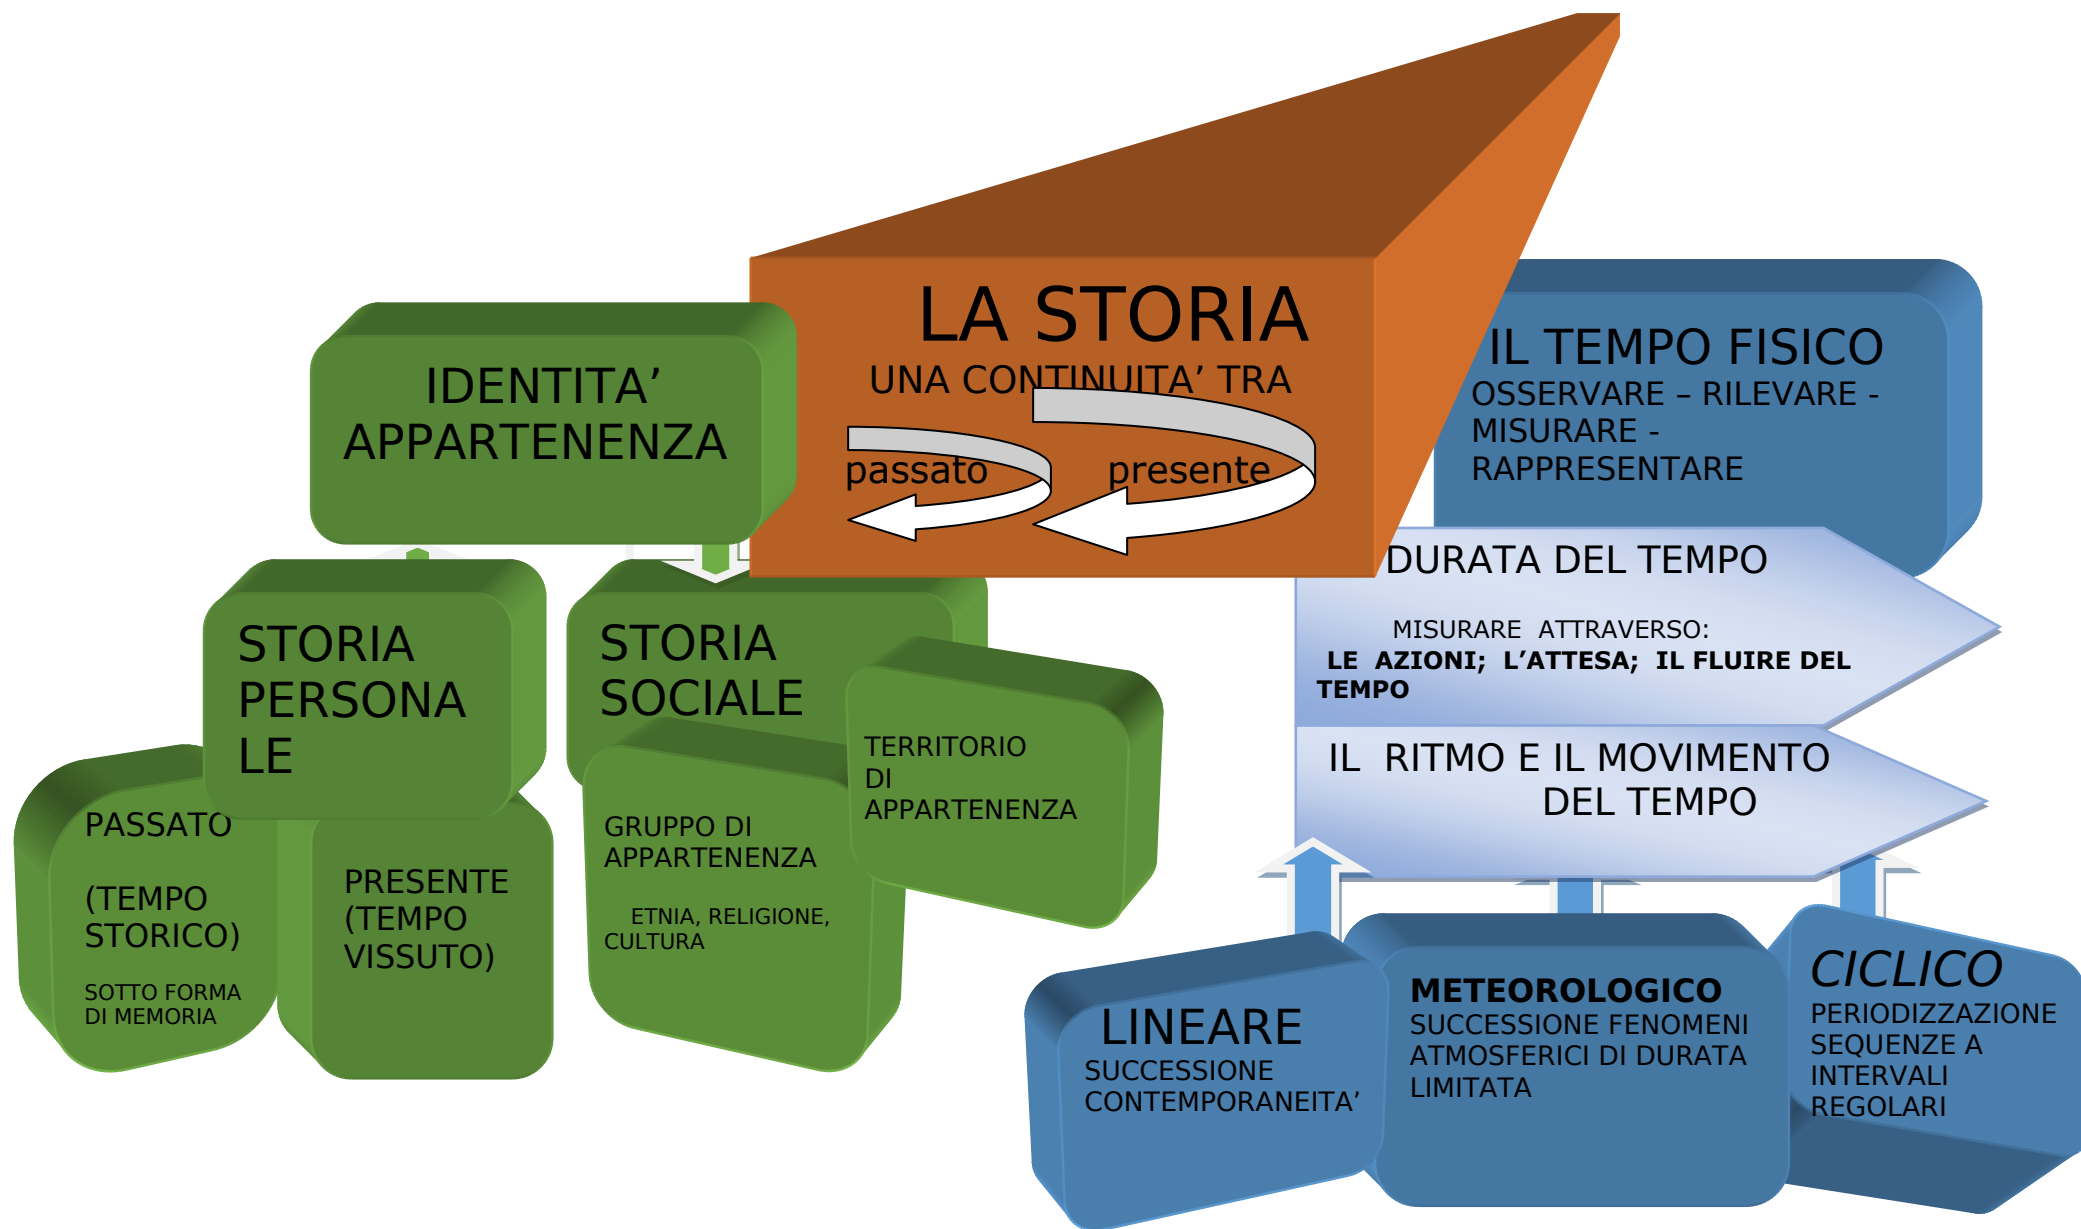 LA STORIA
UNA CONTINUITA’ TRA
passato
presente
IDENTITA’
APPARTENENZA
STORIA
PERSONA
LE
PASSATO
(TEMPO
STORICO)
SOTTO FORMA
DI MEMORIA
PRESENTE
(TEMPO
VISSUTO)
STORIA
SOCIALE
GRUPPO DI
APPARTENENZA
ETNIA, RELIGIONE,
CULTURA
TERRITORIO
DI
APPARTENENZA
IL TEMPO FISICO
OSSERVARE – RILEVARE -
MISURARE -
RAPPRESENTARE
DURATA DEL TEMPO
MISURARE ATTRAVERSO:
LE AZIONI; L’ATTESA; IL FLUIRE DEL
TEMPO
IL RITMO E IL MOVIMENTO
DEL TEMPO
LINEARE
SUCCESSIONE
CONTEMPORANEITA’
METEOROLOGICO
SUCCESSIONE FENOMENI
ATMOSFERICI DI DURATA
LIMITATA
CICLICO
PERIODIZZAZIONE
SEQUENZE A
INTERVALI
REGOLARI